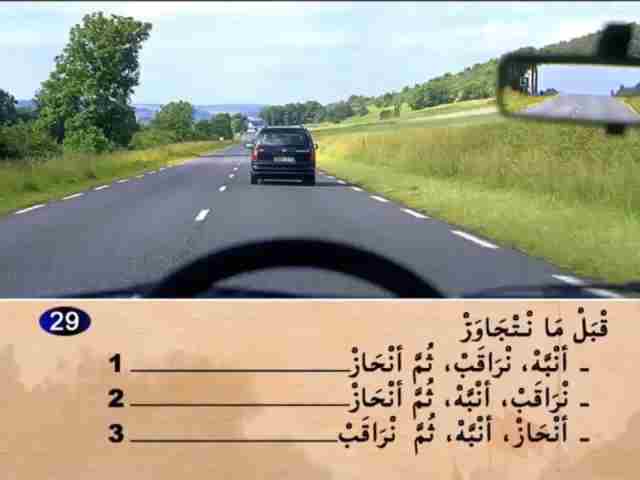 29
قْبَلْ مَا نْتْجَاوَزْ
- أَنْبَّهْ، نْرَاقَبْ، ثُمَّ أَنْحَازْ 1
- نْرَاقَبْ، أَنْبَّهْ، ثُمَّ أَنْحَازْ 2
- أَنْحَازْ، أَنْبَّهْ، ثُمَّ نْرَاقَبْ 3